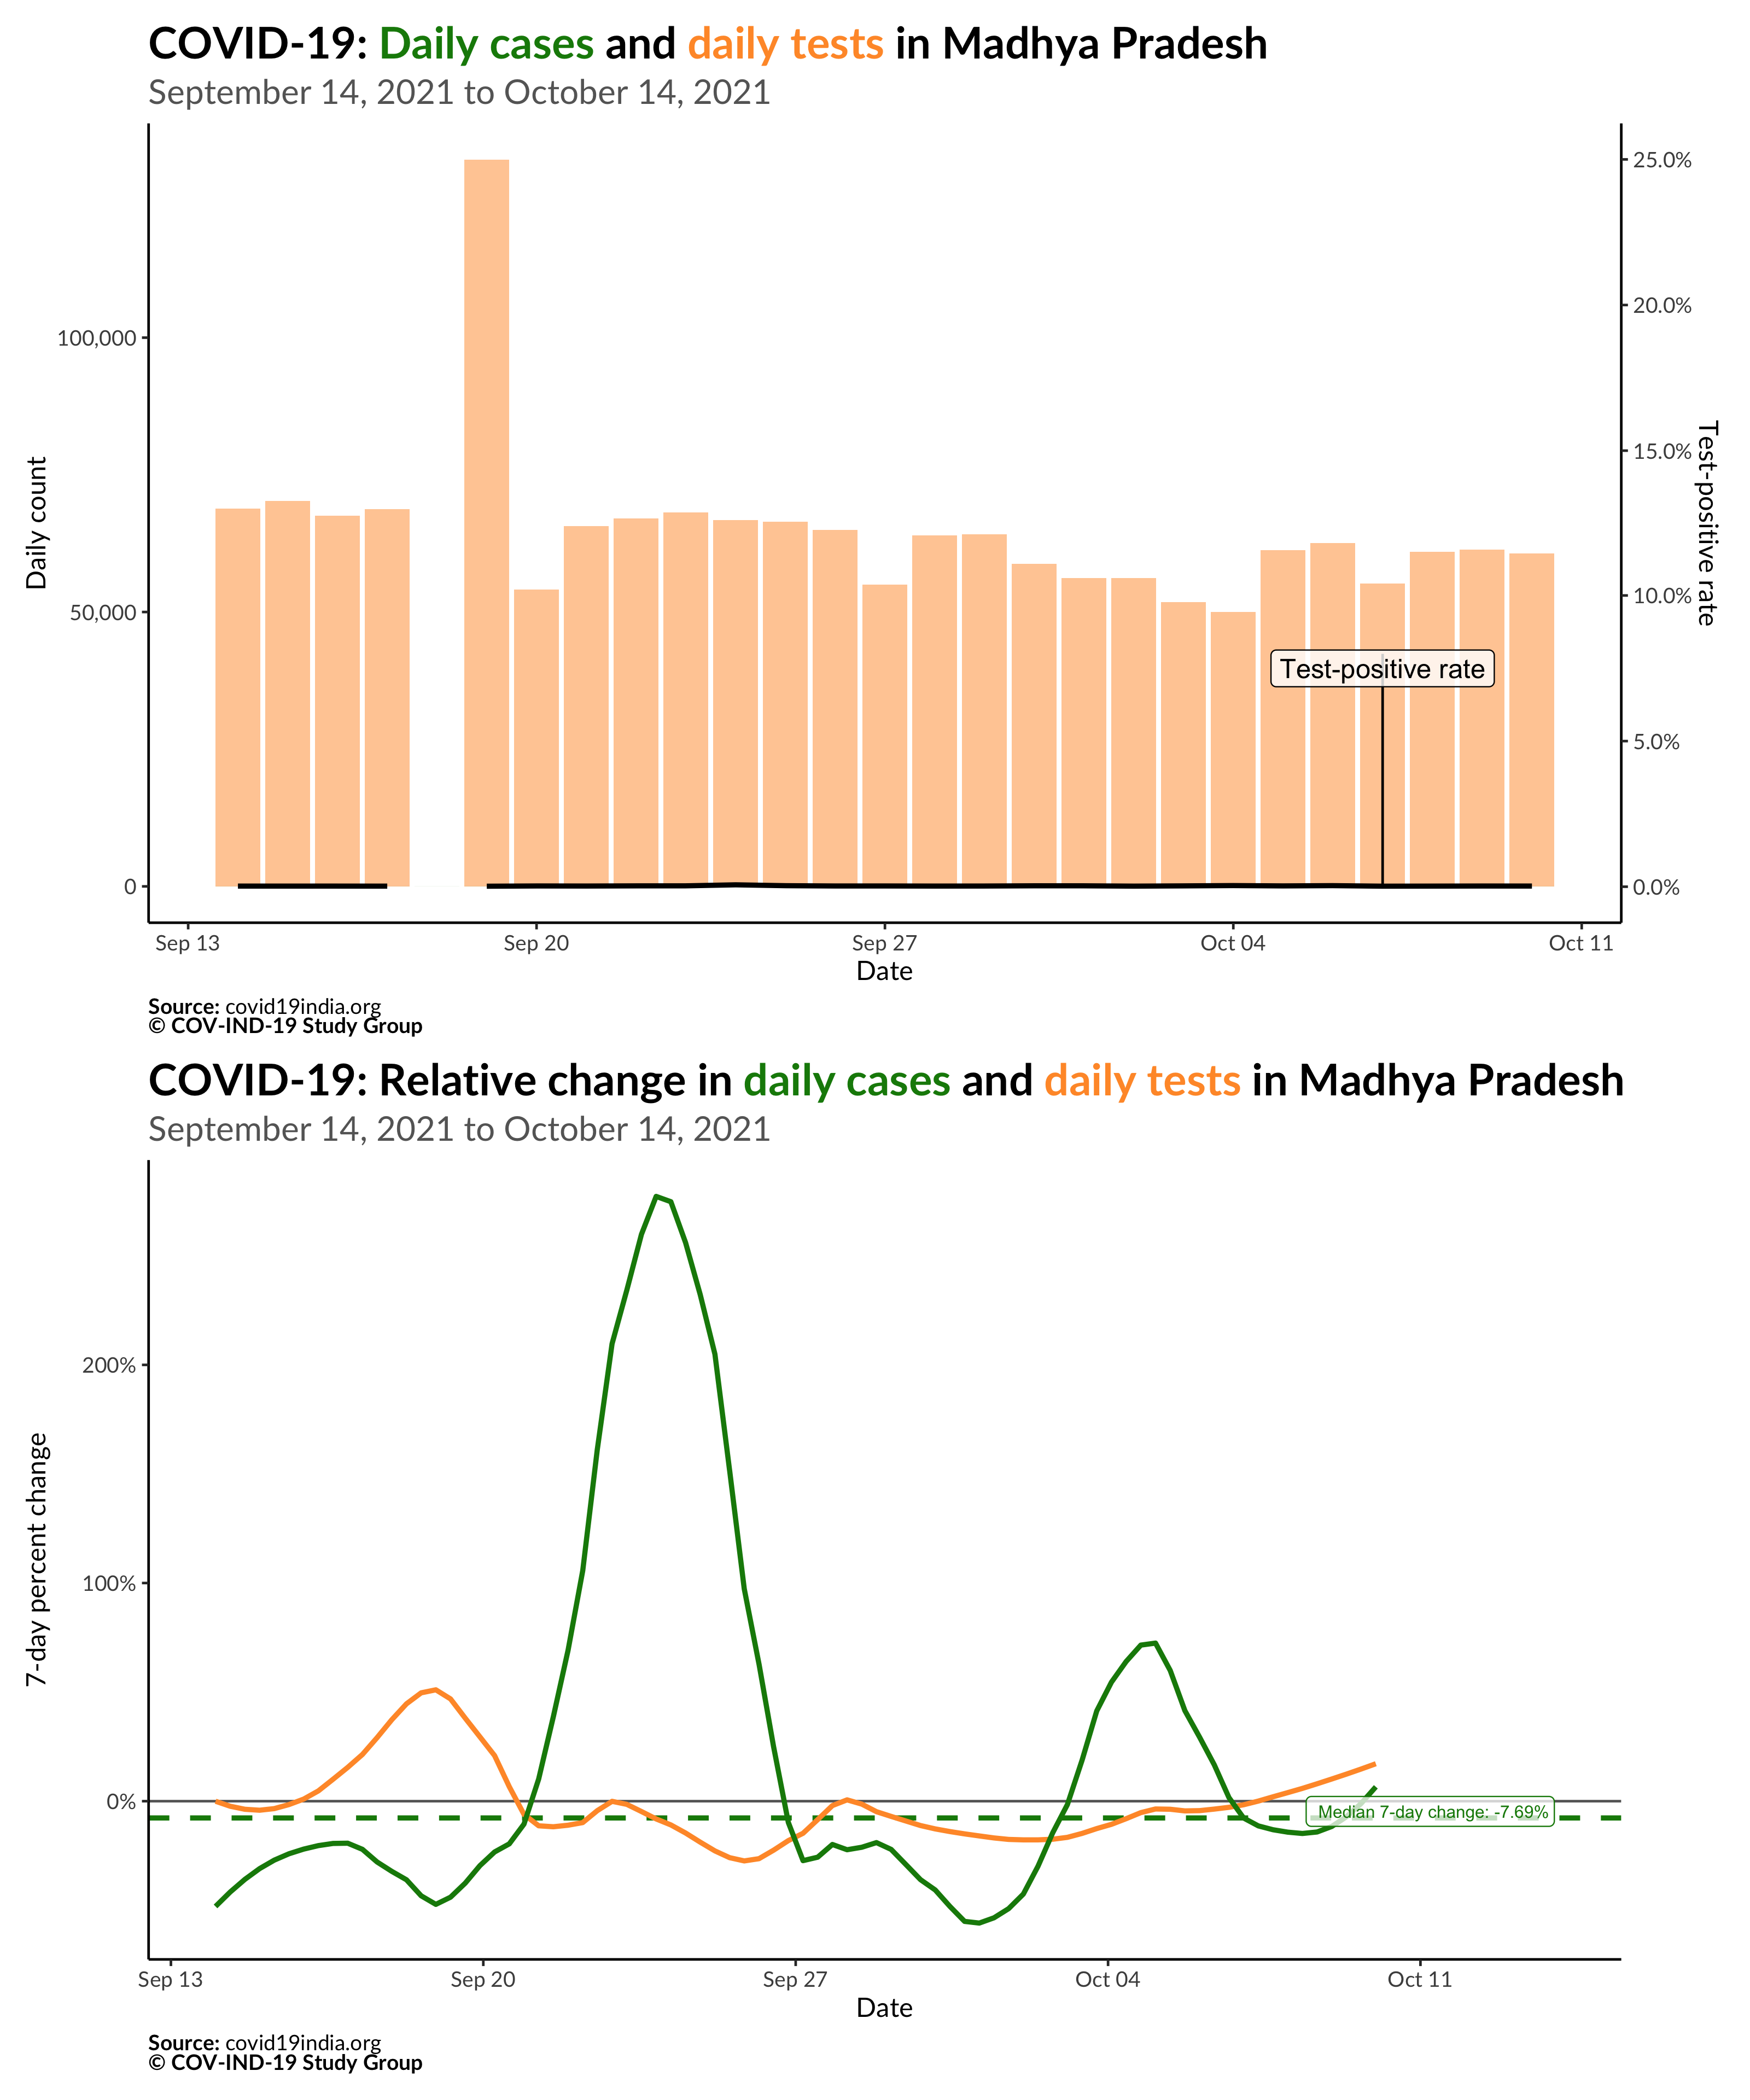 COVID-19: Daily cases and daily tests in Madhya Pradesh
September 14, 2021 to October 14, 2021
25.0%
20.0%
100,000
15.0%
Test-positive rate
Daily count
50,000
10.0%
Test-positive rate
5.0%
0
0.0%
Sep 13
Sep 20
Sep 27
Oct 04
Oct 11
Date
Source: covid19india.org
© COV-IND-19 Study Group
COVID-19: Relative change in daily cases and daily tests in Madhya Pradesh
September 14, 2021 to October 14, 2021
200%
7-day percent change
100%
0%
Median 7-day change: -7.69%
Sep 13
Sep 20
Sep 27
Oct 04
Oct 11
Date
Source: covid19india.org
© COV-IND-19 Study Group